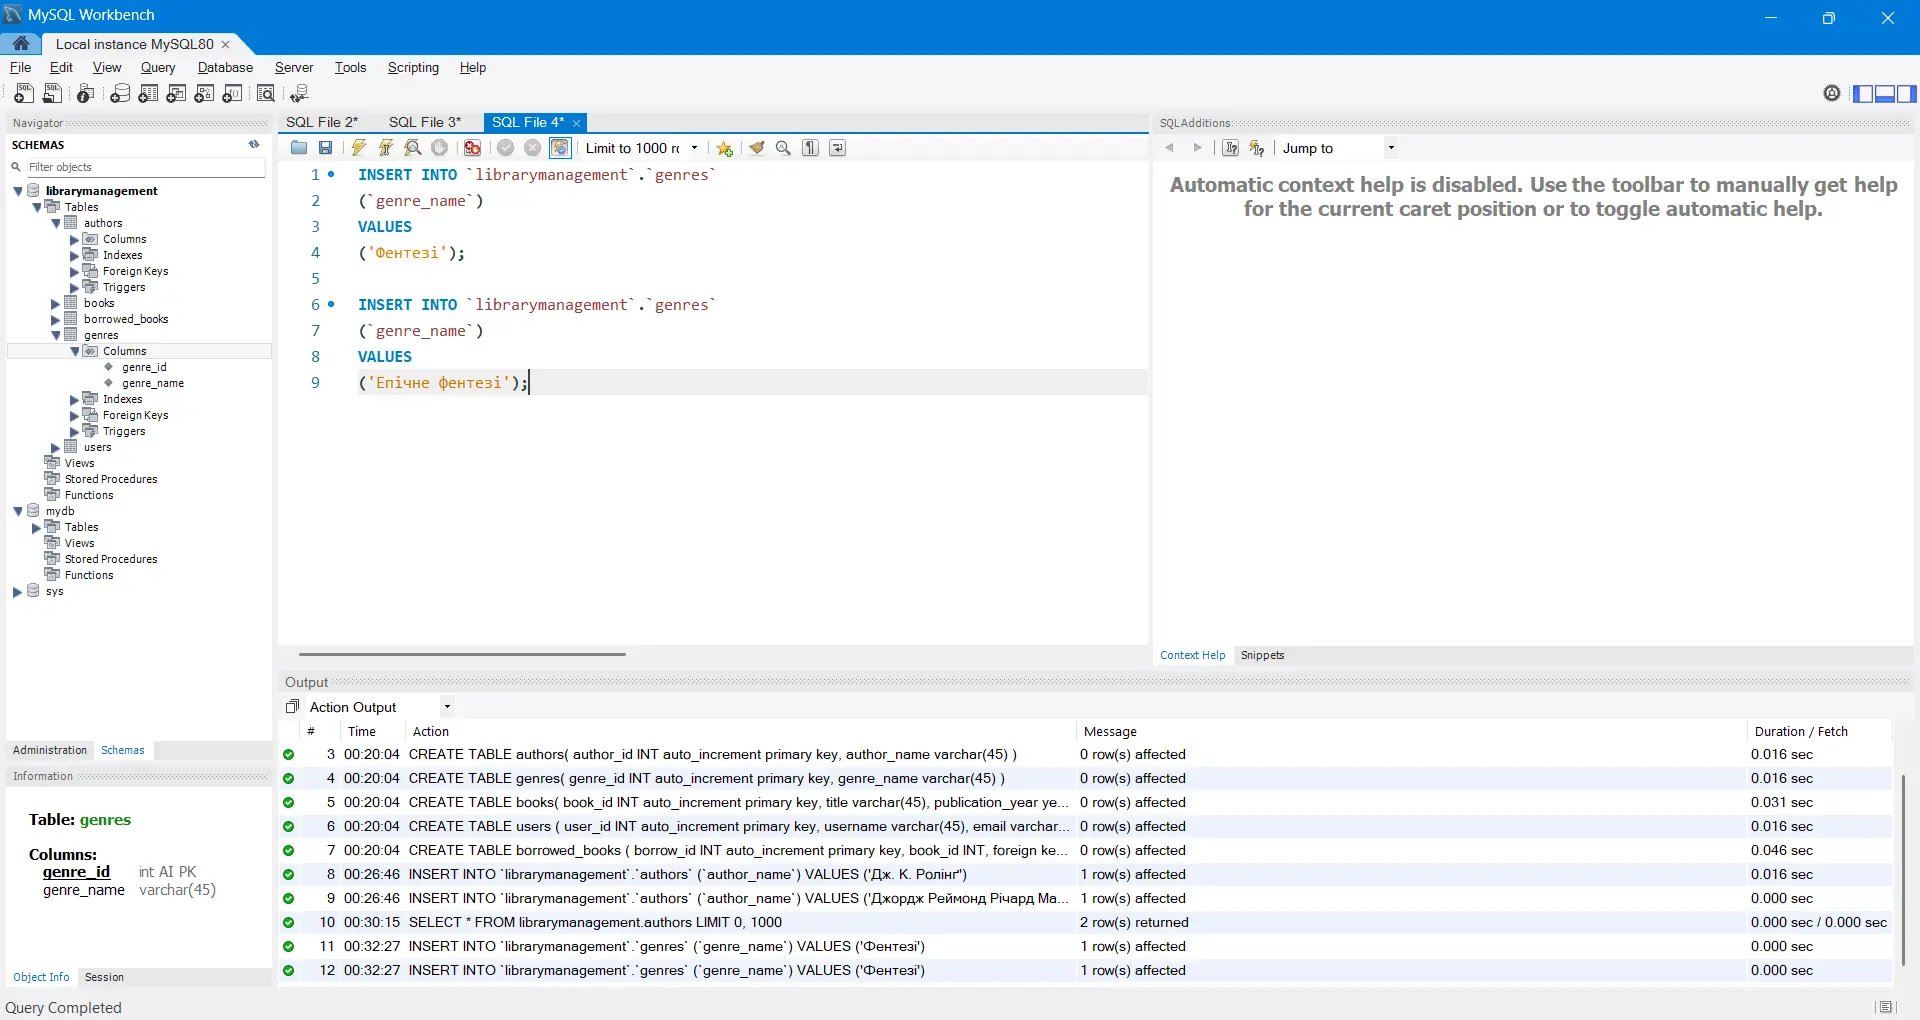 MySQL Workbench
Local instance MySQL80
File Edit View Query Database Server Tools Scripting Help
Navigator
SCHEMAS
Filter objects
librarymanagement
Tables
authors
Columns
Indexes
Foreign Keys
Triggers
books
borrowed_books
genres
Columns
genre_id
genre_name
Indexes
Foreign Keys
Triggers
users
Views
Stored Procedures
Functions
mydb
Tables
Views
Stored Procedures
Functions
sys
Administration Schemas
Information
Table: genres
Columns:
genre_id int AI PK
genre_name varchar(45)
Object Info Session
SQL File 2* SQL File 3* SQL File 4*
Limit to 1000 rc
1 INSERT INTO `librarymanagement`.`genres`
2 (`genre_name`)
3 VALUES
4 ('Фентезі');
5
6 INSERT INTO `librarymanagement`.`genres`
7 (`genre_name`)
8 VALUES
9 ('Епічне фентезі');
SQLAdditions
Jump to
Automatic context help is disabled. Use the toolbar to manually get help
for the current caret position or to toggle automatic help.
Context Help Snippets
Output
Action Output
# Time Action Message Duration / Fetch
3 00:20:04 CREATE TABLE authors( author_id INT auto_increment primary key, author_name varchar(45) ) 0 row(s) affected 0.016 sec
4 00:20:04 CREATE TABLE genres( genre_id INT auto_increment primary key, genre_name varchar(45) ) 0 row(s) affected 0.016 sec
5 00:20:04 CREATE TABLE books( book_id INT auto_increment primary key, title varchar(45), publication_year ye... 0 row(s) affected 0.031 sec
6 00:20:04 CREATE TABLE users ( user_id INT auto_increment primary key, username varchar(45), email varchar... 0 row(s) affected 0.016 sec
7 00:20:04 CREATE TABLE borrowed_books ( borrow_id INT auto_increment primary key, book_id INT, foreign ke... 0 row(s) affected 0.046 sec
8 00:26:46 INSERT INTO `librarymanagement`.`authors` (`author_name`) VALUES ('Дж. К. Ролінґ') 1 row(s) affected 0.016 sec
9 00:26:46 INSERT INTO `librarymanagement`.`authors` (`author_name`) VALUES ('Джордж Реймонд Річард Ма... 1 row(s) affected 0.000 sec
10 00:30:15 SELECT * FROM librarymanagement.authors LIMIT 0, 1000 2 row(s) returned 0.000 sec / 0.000 sec
11 00:32:27 INSERT INTO `librarymanagement`.`genres` (`genre_name`) VALUES ('Фентезі') 1 row(s) affected 0.000 sec
12 00:32:27 INSERT INTO `librarymanagement`.`genres` (`genre_name`) VALUES ('Фентезі') 1 row(s) affected 0.000 sec
Query Completed